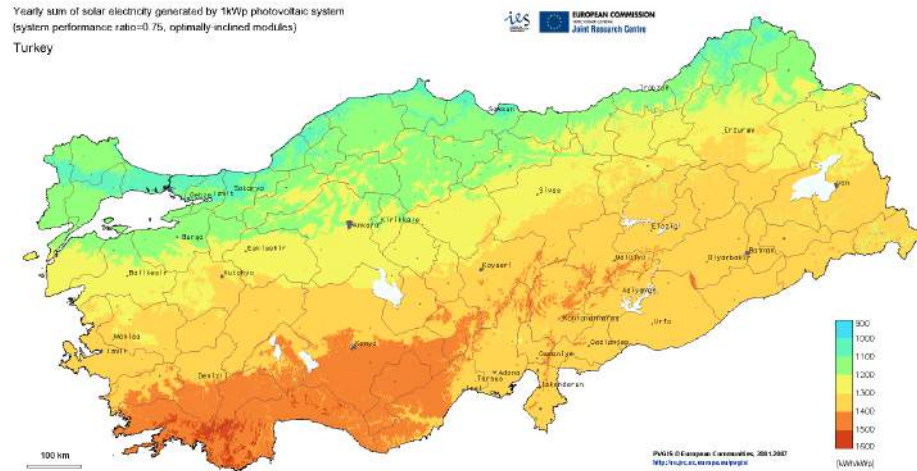 Yearly sum of solar electricity generated by 1kWp photovoltaic system
(system performance ratio=0.75, optimally-inclined modules)
Turkey
ies
EUROPEAN COMMISSION
Joint Research Centre
Trabzon
Samsun
Erzurum
Gebze Izmit Sakarya
Sivas
Van
Ankara Kirikkale
Elazig
Bursa
Eskisehir
Batman
Diyarbakir
Malatya
Kayseri
Balikesir
Kutahya
Adiyaman
Kahramanmaras
Urfa
Manisa
Konya
Izmir
Gaziantep
Osmaniye
Denizli
Adana
Tarsus
Iskenderun
900
1000
1100
1200
1300
1400
1500
1600
[kWh/kWp]
100 km
PVGIS © European Communities, 2001-2007
http://re.jrc.ec.europa.eu/pvgis/